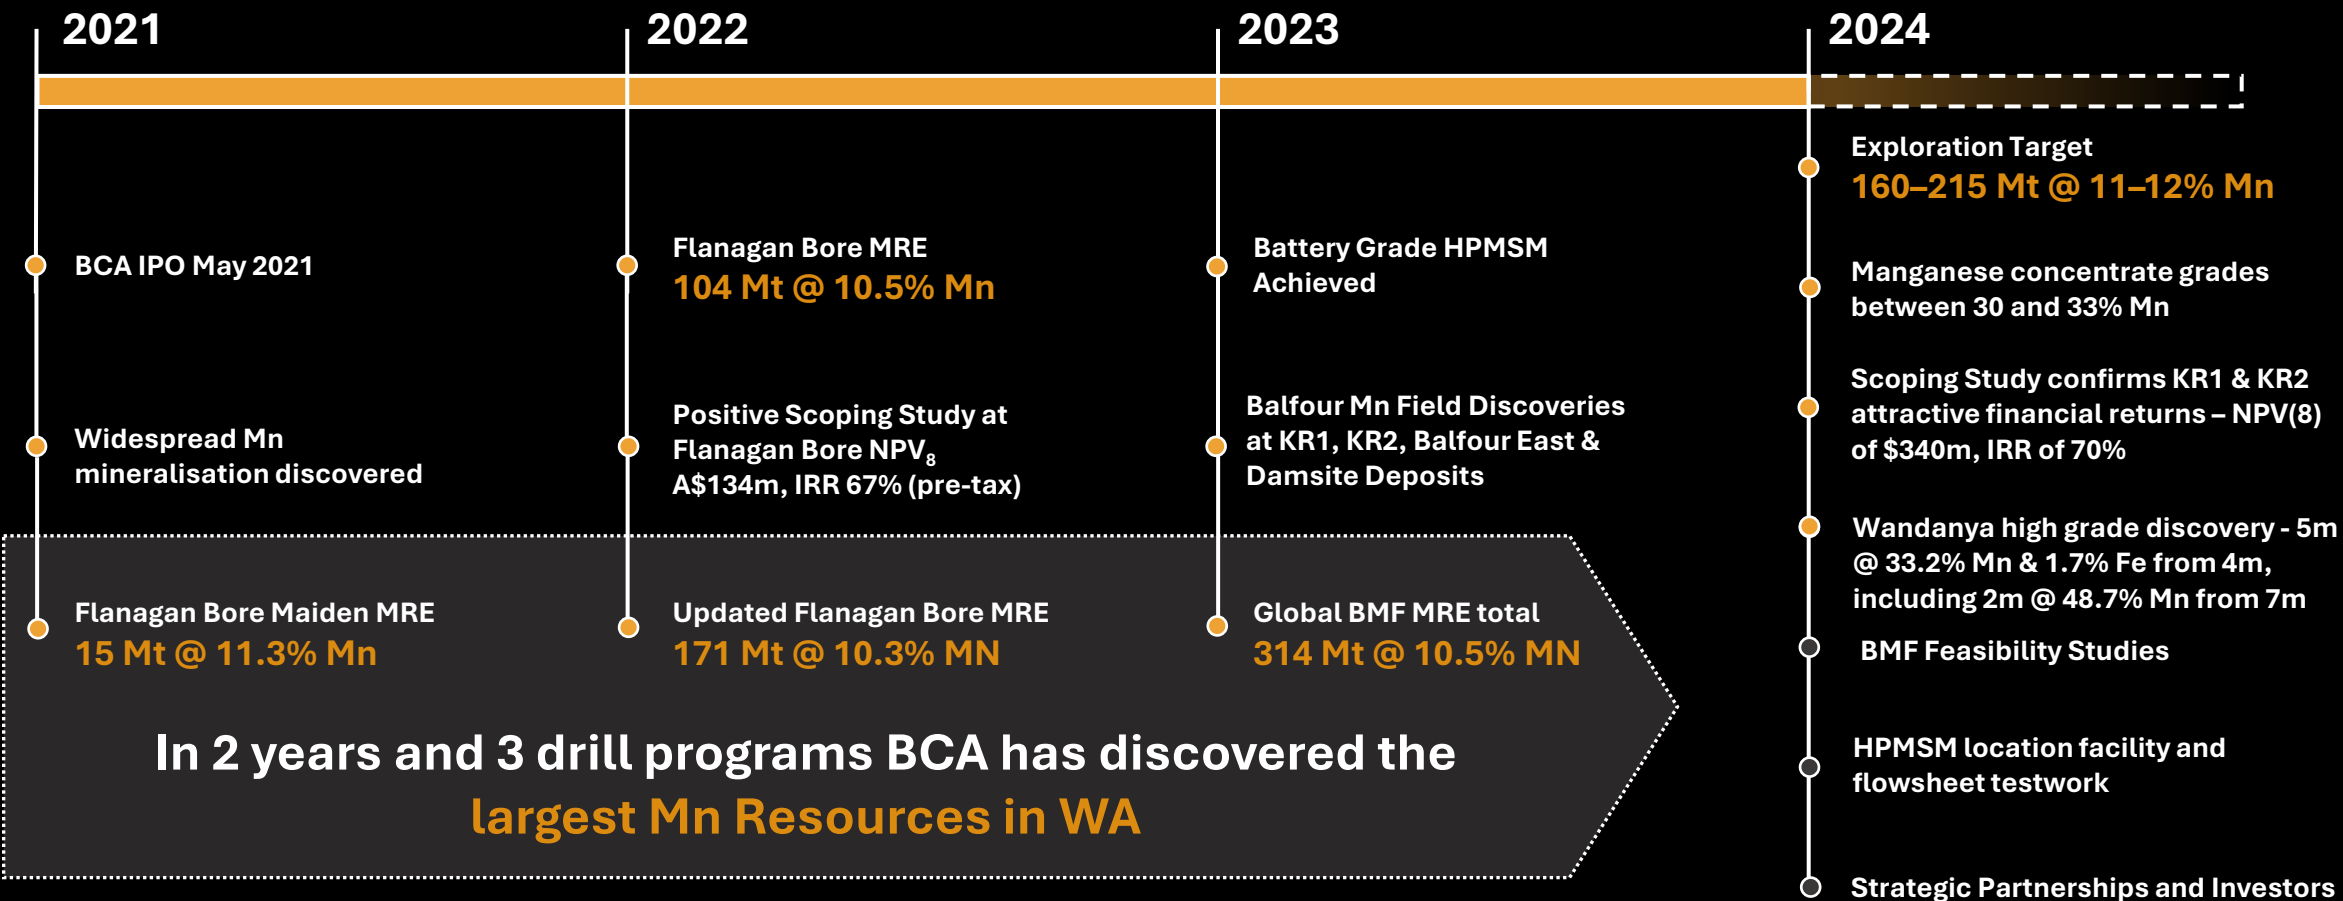 2021
BCA IPO May 2021
Widespread Mn
mineralisation discovered
Flanagan Bore Maiden MRE
15 Mt @ 11.3% Mn
2022
Flanagan Bore MRE
104 Mt @ 10.5% Mn
Positive Scoping Study at
Flanagan Bore NPV₈
A$134m, IRR 67% (pre-tax)
Updated Flanagan Bore MRE
171 Mt @ 10.3% MN
2023
Battery Grade HPMSM
Achieved
Balfour Mn Field Discoveries
at KR1, KR2, Balfour East &
Damsite Deposits
Global BMF MRE total
314 Mt @ 10.5% MN
In 2 years and 3 drill programs BCA has discovered the
largest Mn Resources in WA
2024
Exploration Target
160–215 Mt @ 11–12% Mn
Manganese concentrate grades
between 30 and 33% Mn
Scoping Study confirms KR1 & KR2
attractive financial returns – NPV(8)
of $340m, IRR of 70%
Wandanya high grade discovery - 5m
@ 33.2% Mn & 1.7% Fe from 4m,
including 2m @ 48.7% Mn from 7m
BMF Feasibility Studies
HPMSM location facility and
flowsheet testwork
Strategic Partnerships and Investors